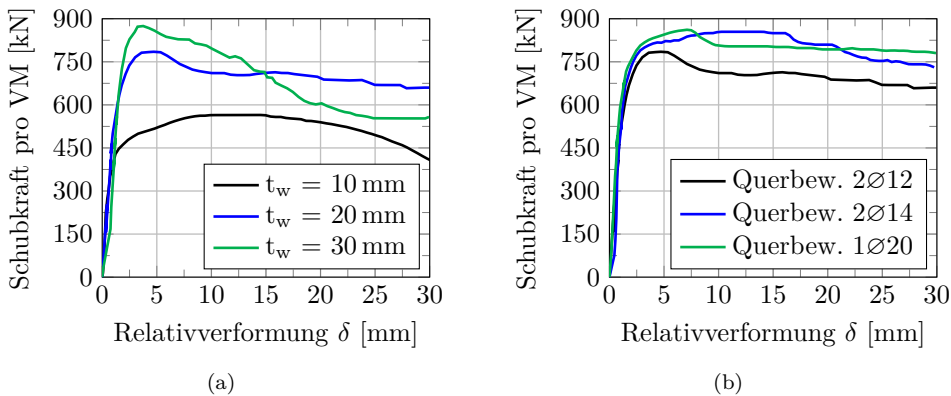 900
750
600
450
300
150
0
0 5 10 15 20 25 30
Schubkraft pro VM [kN]
Relativverformung δ [mm]
t_w = 10 mm
t_w = 20 mm
t_w = 30 mm
(a)
900
750
600
450
300
150
0
0 5 10 15 20 25 30
Schubkraft pro VM [kN]
Relativverformung δ [mm]
Querbew. 2∅12
Querbew. 2∅14
Querbew. 1∅20
(b)